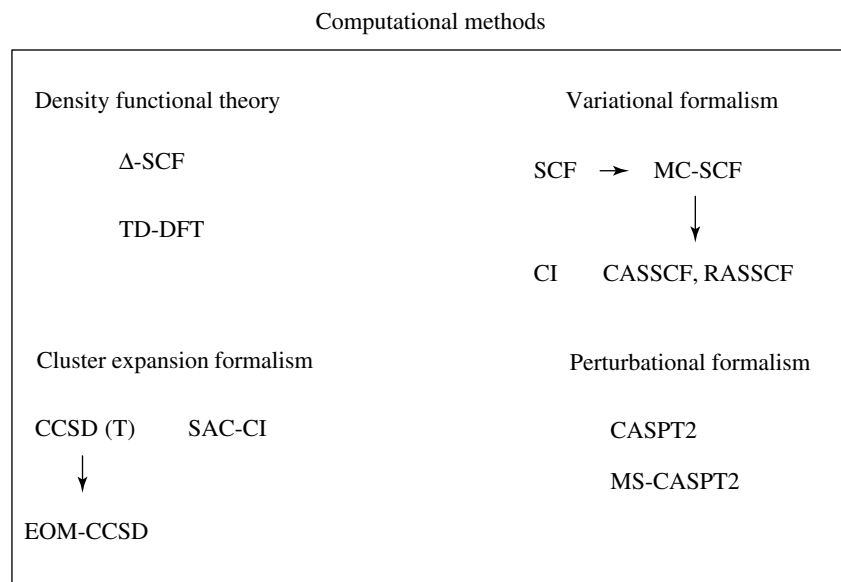 Computational methods
Density functional theory
Δ-SCF
TD-DFT
Variational formalism
SCF → MC-SCF
CI CASSCF, RASSCF
Cluster expansion formalism
CCSD (T) SAC-CI
EOM-CCSD
Perturbational formalism
CASPT2
MS-CASPT2